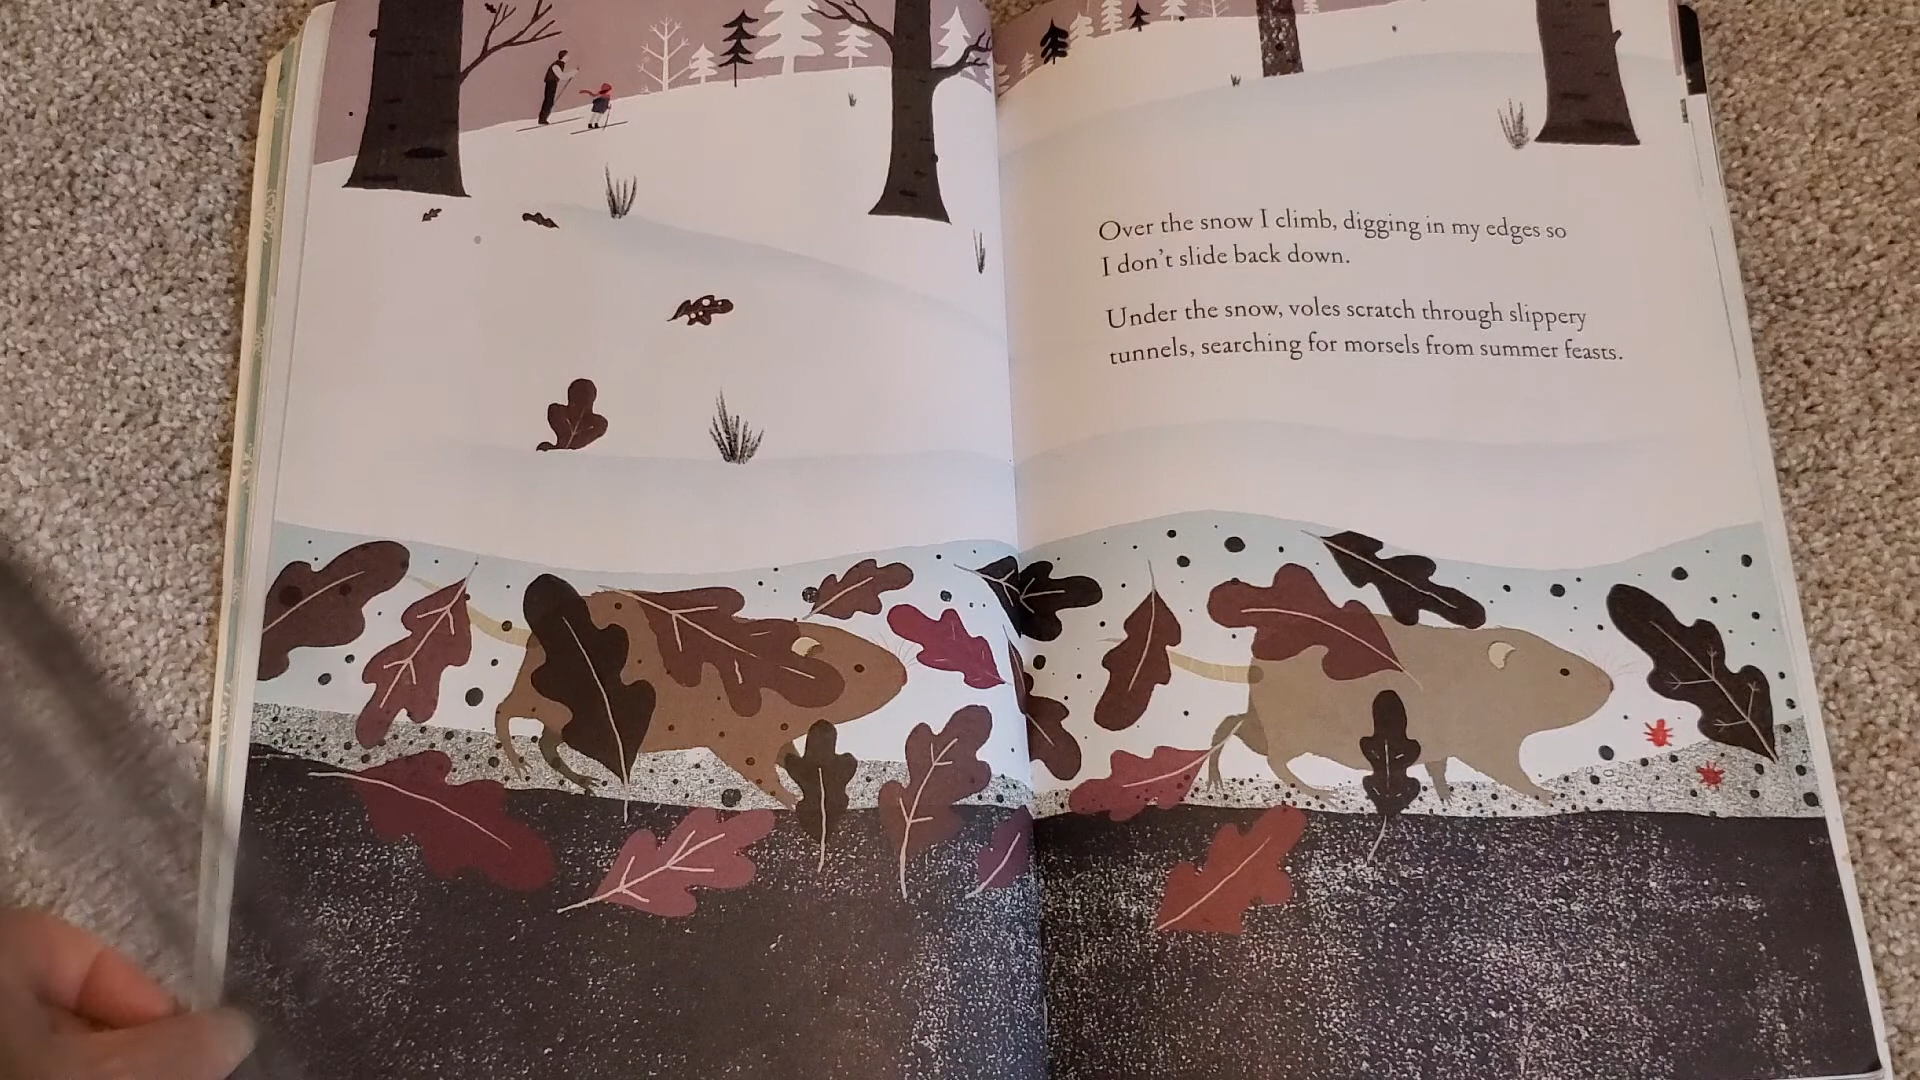 Over the snow I climb, digging in my edges so
I don't slide back down.
Under the snow, voles scratch through slippery
tunnels, searching for morsels from summer feasts.